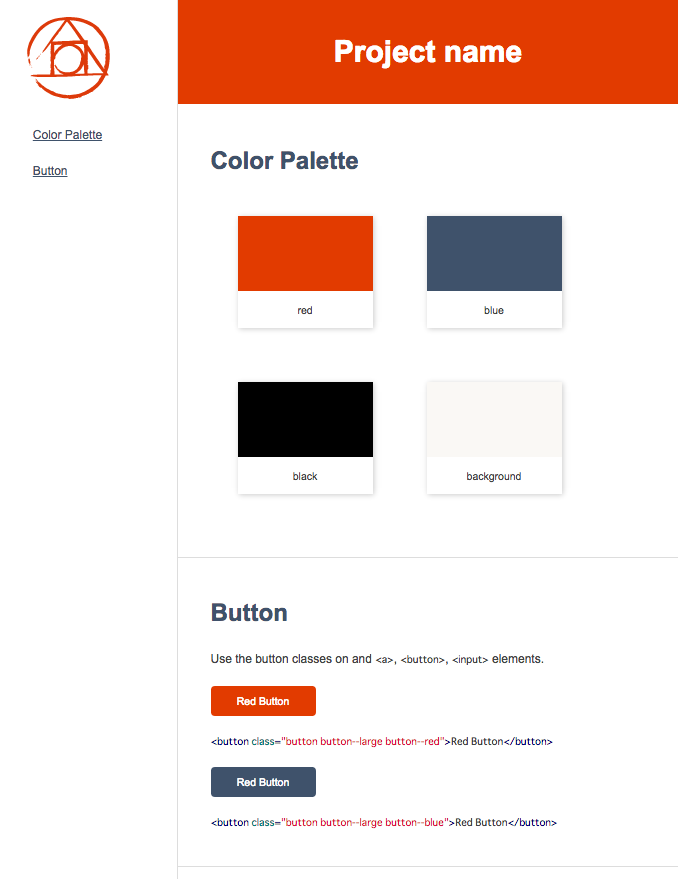 Project name
Color Palette
Button
Color Palette
red
blue
black
background
Button
Use the button classes on and <a>, <button>, <input> elements.
Red Button
<button class="button button--large button--red">Red Button</button>
Red Button
<button class="button button--large button--blue">Red Button</button>